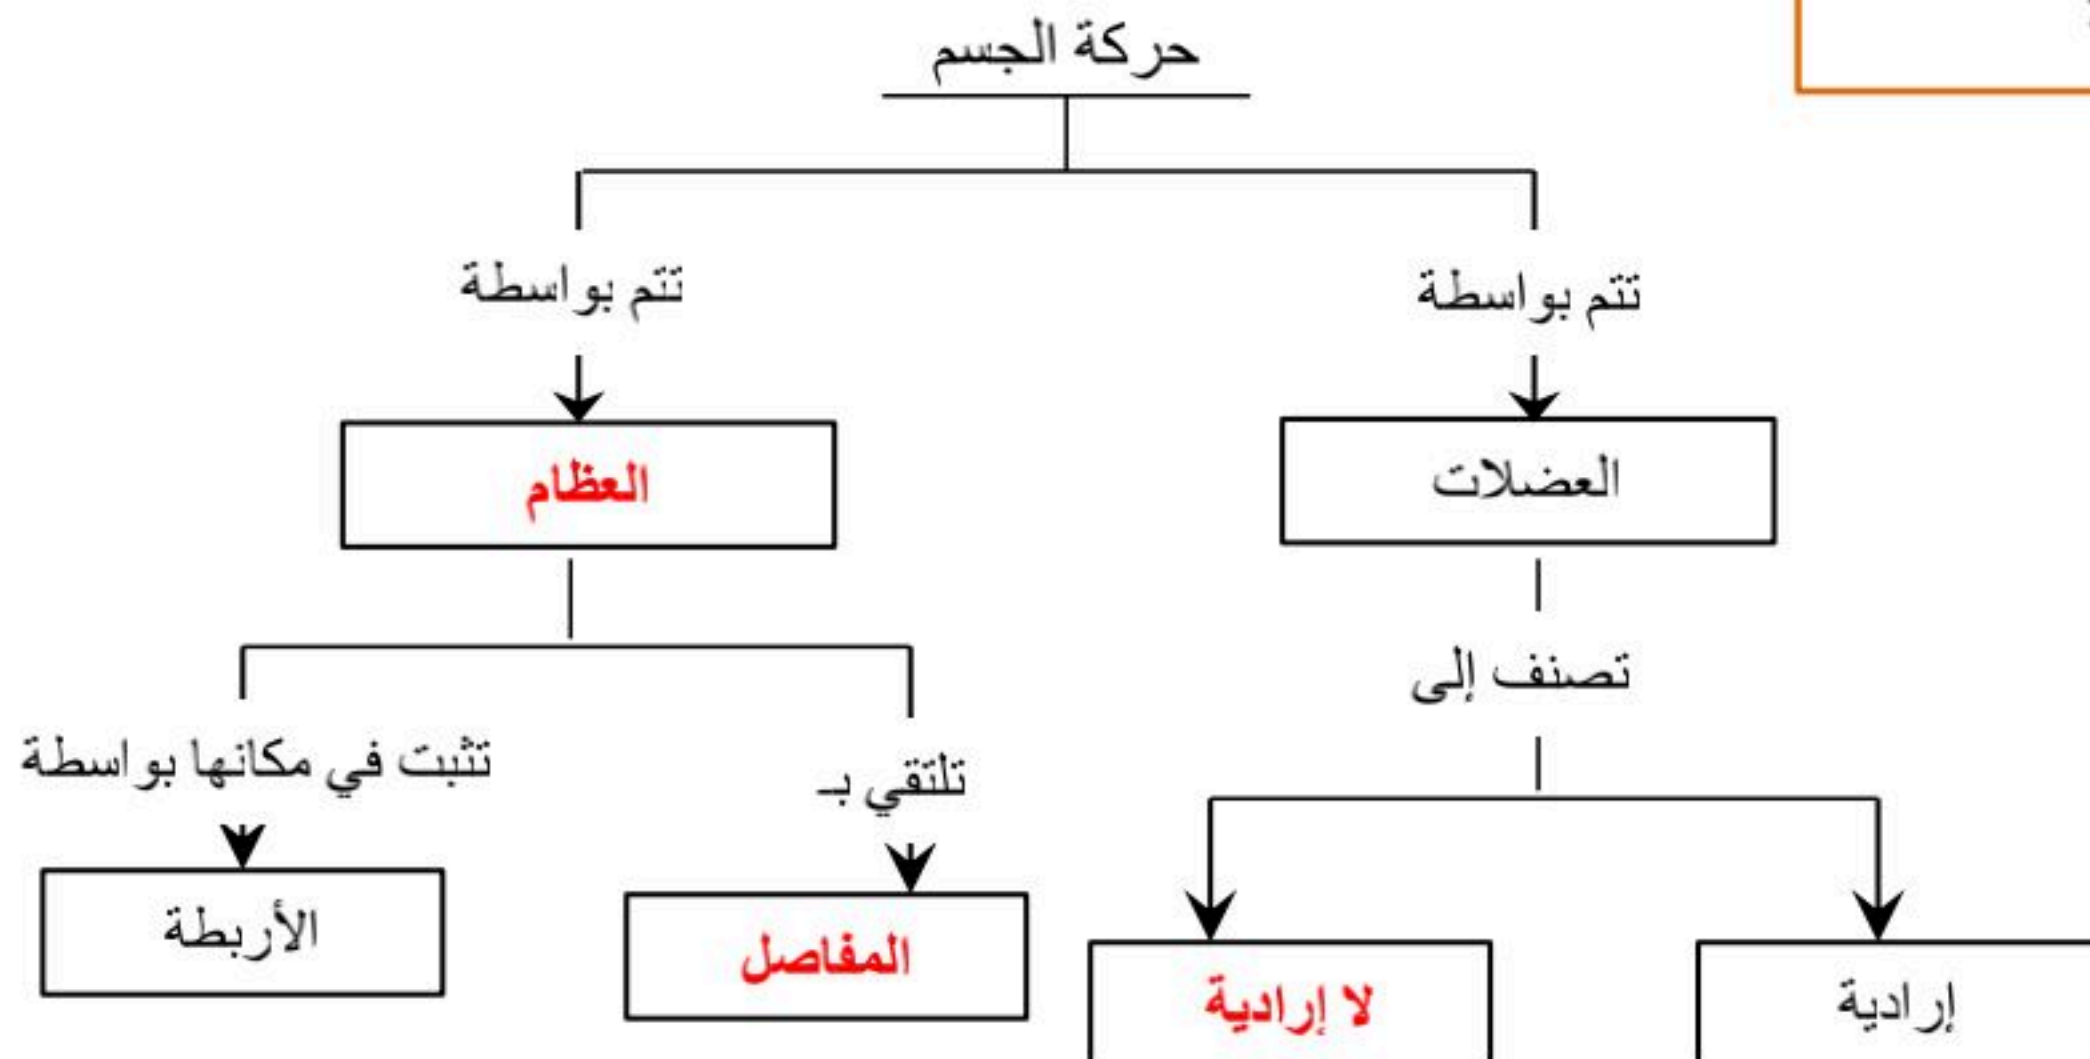 حركة الجسم
تتم بواسطة
تتم بواسطة
العضلات
العظام
تصنف إلى
تلتقي بـ
تثبت في مكانها بواسطة
إرادية
لا إرادية
المفاصل
الأربطة